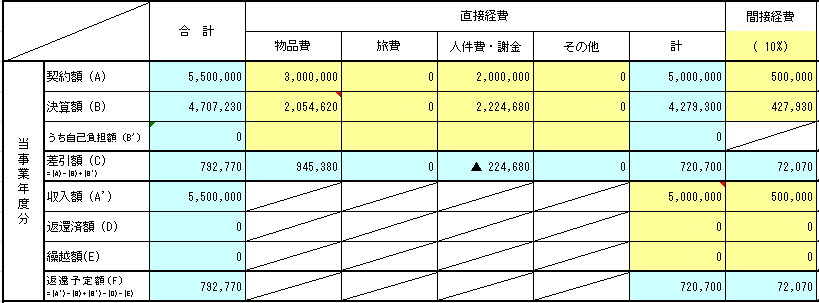 合 計 直接経費 間接経費
物品費 旅費 人件費・謝金 その他 計 ( 10%)
当事業年度分
契約額 (A) 5,500,000 3,000,000 0 2,000,000 0 5,000,000 500,000
決算額 (B) 4,707,230 2,054,620 0 2,224,680 0 4,279,300 427,930
うち自己負担額 (B') 0 0
差引額 (C) 792,770 945,380 0 ▲ 224,680 0 720,700 72,070
=(A)-(B)+(B')
収入額 (A') 5,500,000 5,000,000 500,000
返還済額 (D) 0 0 0
繰越額(E) 0 0 0
返還予定額(F) 792,770 720,700 72,070
=(A')-(B)+(B')-(D)-(E)